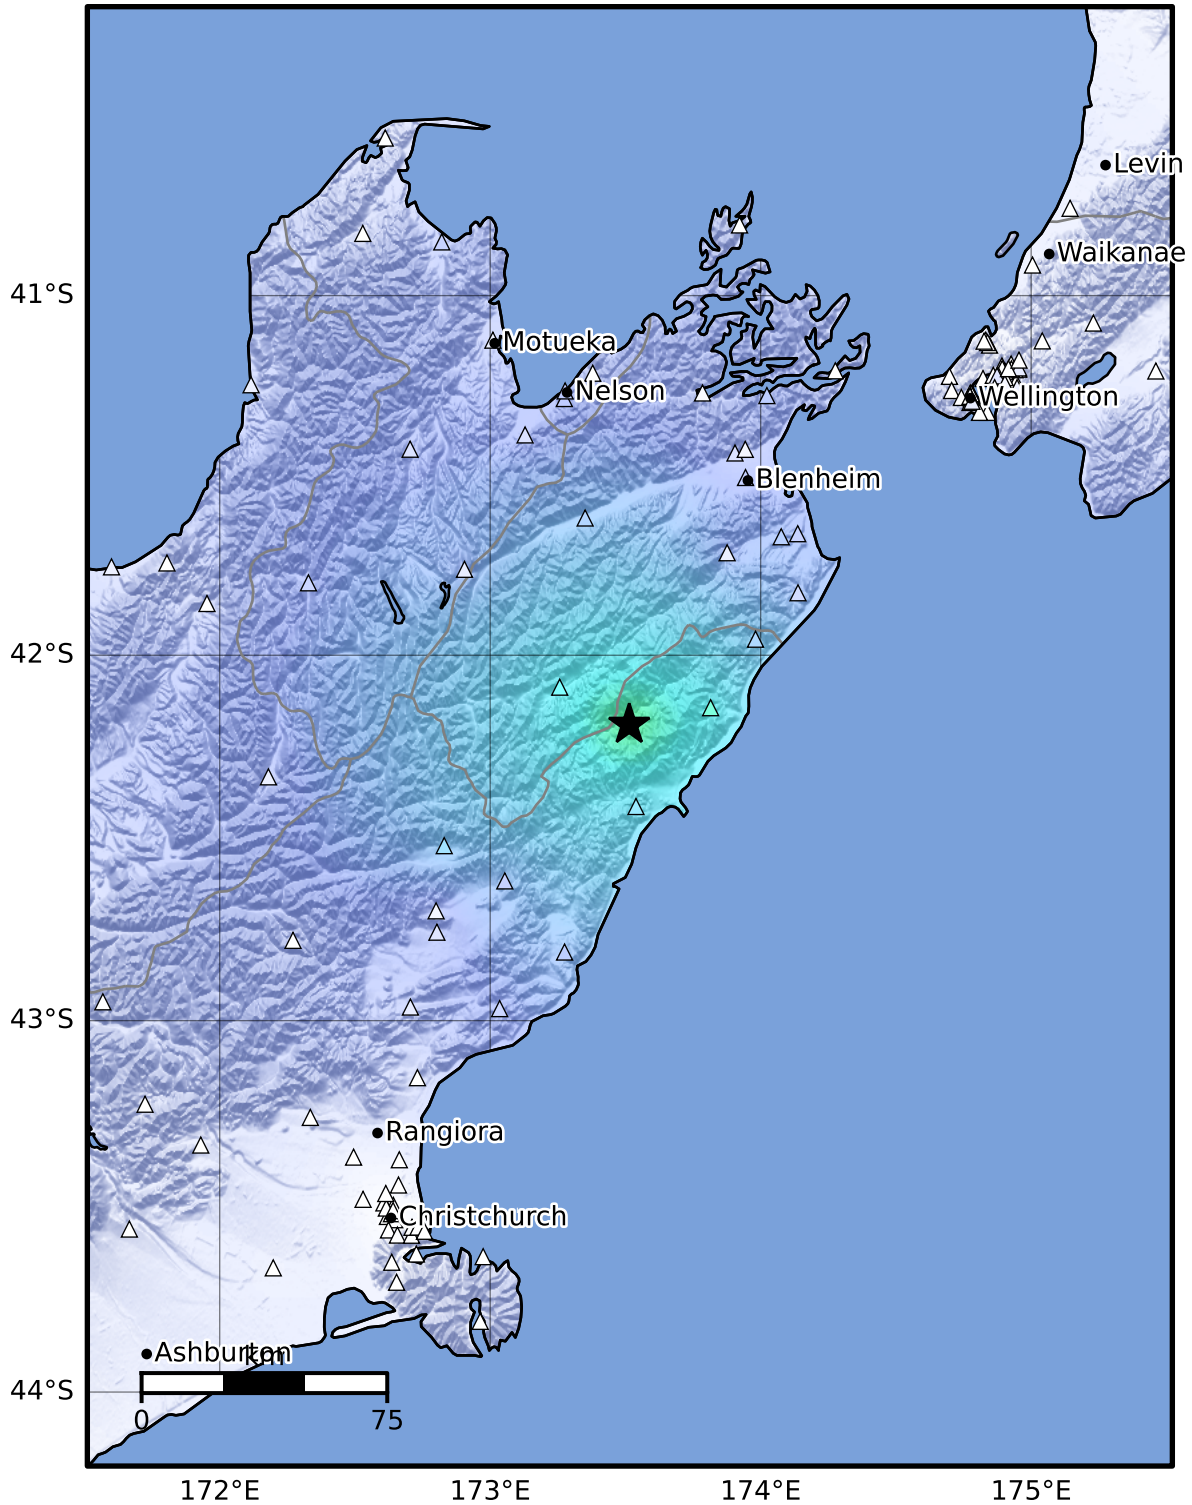 Levin
Waikanae
41°S
Motueka
Nelson
Wellington
Blenheim
42°S
43°S
Rangiora
Christchurch
Ashburton
km
44°S
0 75
172°E 173°E 174°E 175°E